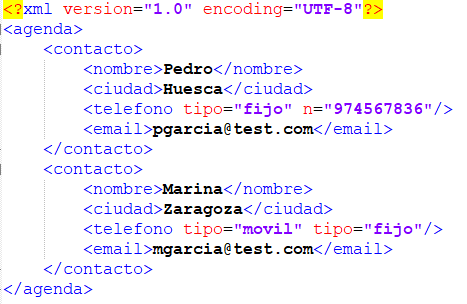 <?xml version="1.0" encoding="UTF-8"?>
<agenda>
<contacto>
<nombre>Pedro</nombre>
<ciudad>Huesca</ciudad>
<telefono tipo="fijo" n="974567836"/>
<email>pgarcia@test.com</email>
</contacto>
<contacto>
<nombre>Marina</nombre>
<ciudad>Zaragoza</ciudad>
<telefono tipo="movil" tipo="fijo"/>
<email>mgarcia@test.com</email>
</contacto>
</agenda>